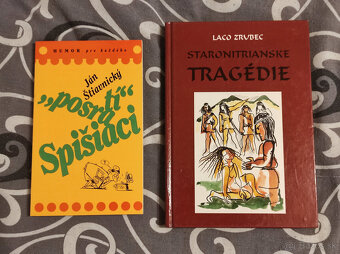 HUMOR pre každého
Ján
Štiavnický
„posratí“
Spišiaci
LACO ZRUBEC
STARONITRIANSKE
TRAGÉDIE